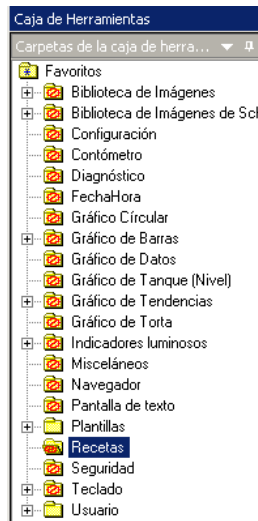 Caja de Herramientas
Carpetas de la caja de herra...
Favoritos
Biblioteca de Imágenes
Biblioteca de Imágenes de Sch
Configuración
Contómetro
Diagnóstico
FechaHora
Gráfico Círcular
Gráfico de Barras
Gráfico de Datos
Gráfico de Tanque (Nivel)
Gráfico de Tendencias
Gráfico de Torta
Indicadores luminosos
Misceláneos
Navegador
Pantalla de texto
Plantillas
Recetas
Seguridad
Teclado
Usuario